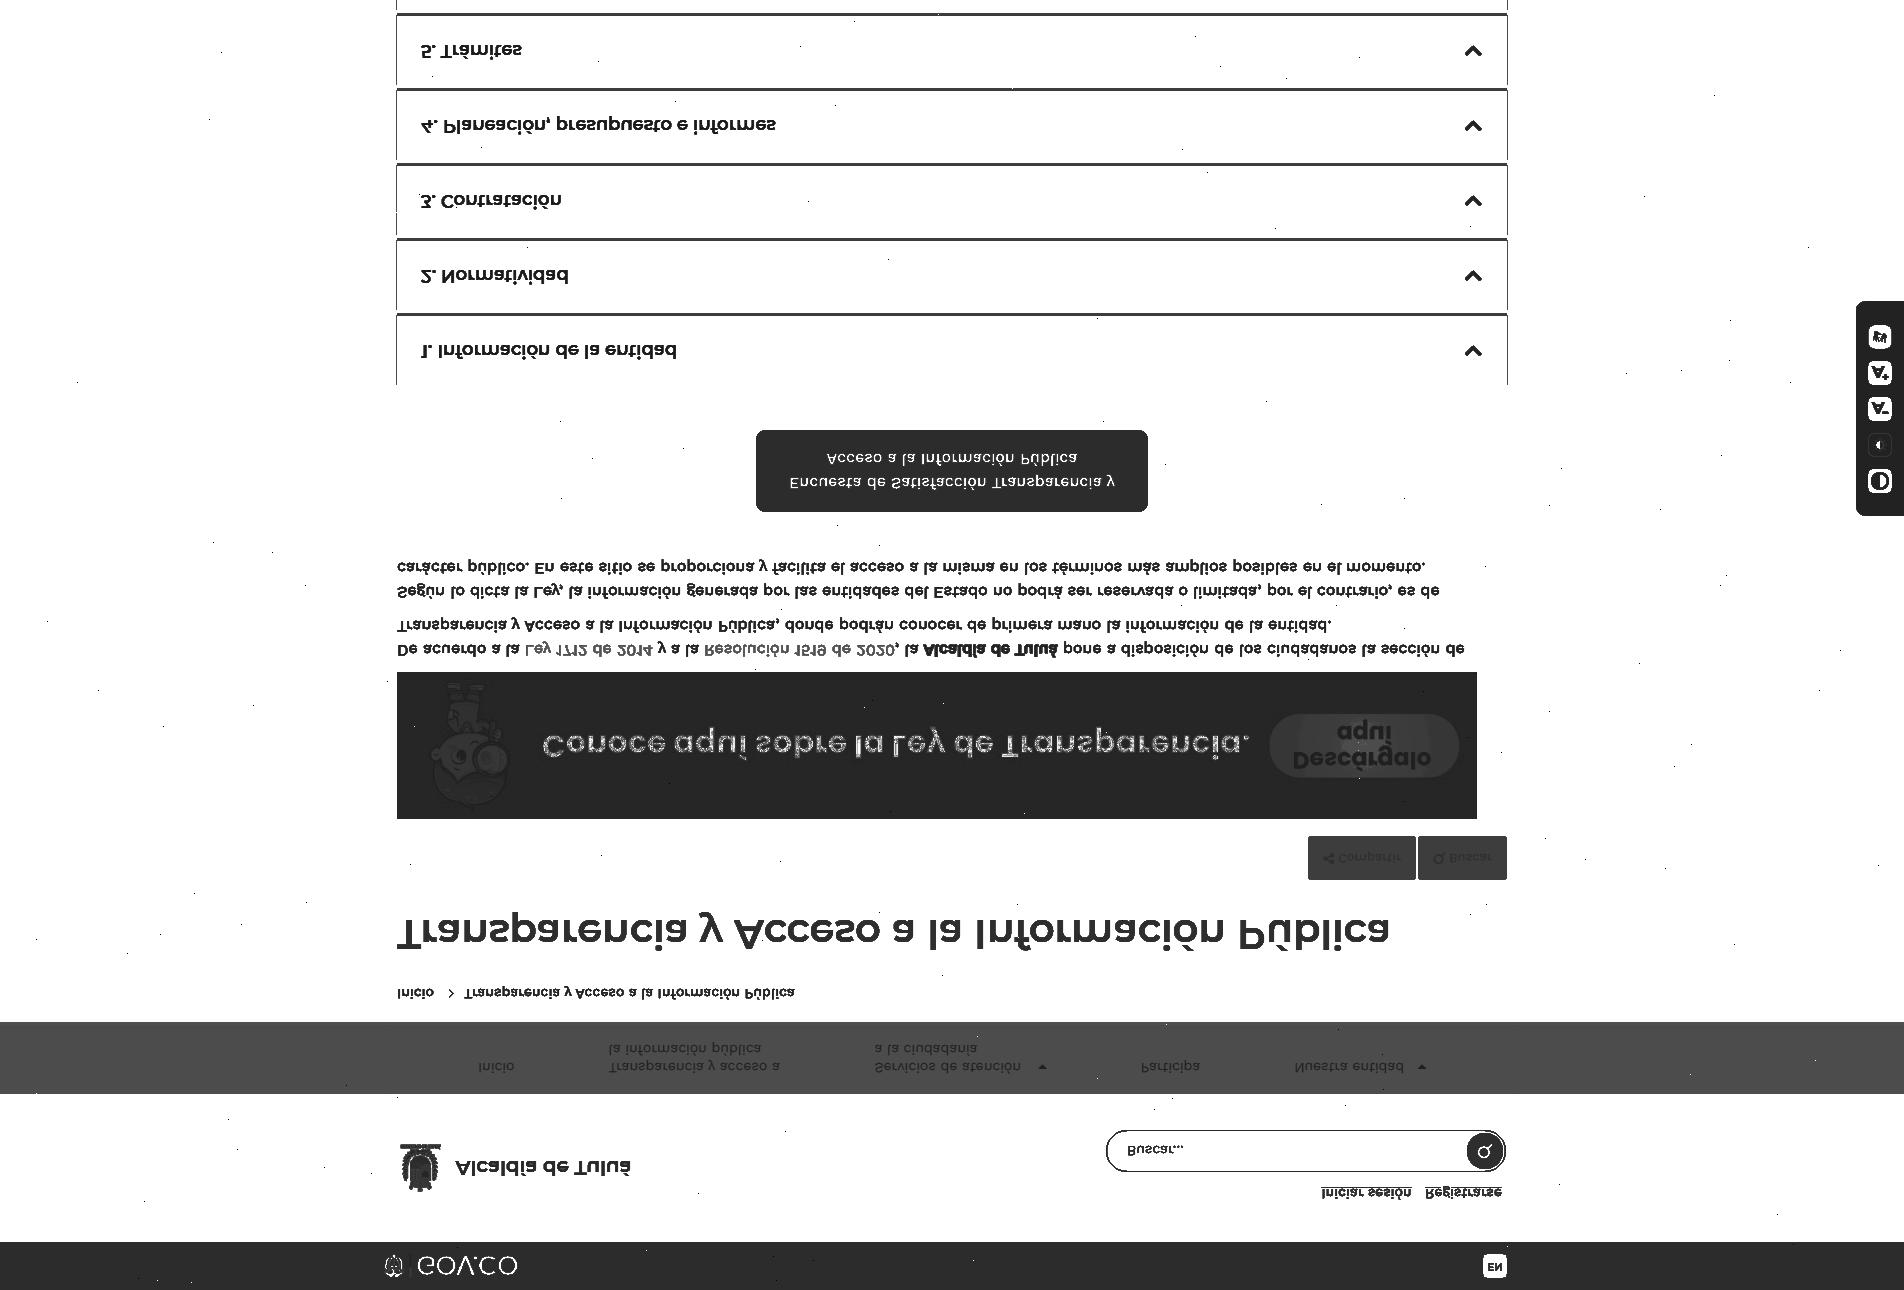 GOV.CO
EN
Iniciar sesión Registrarse
Alcaldía de Tuluá
Buscar...
Inicio
Transparencia y acceso a
la información pública
Servicios de atención
a la ciudadanía
Participa
Nuestra entidad
Inicio > Transparencia y Acceso a la Información Pública
Transparencia y Acceso a la Información Pública
Compartir Buscar
Conoce aquí sobre la Ley de Transparencia.
Descárgalo
aquí
De acuerdo a la Ley 1712 de 2014 y a la Resolución 1519 de 2020, la Alcaldía de Tuluá pone a disposición de los ciudadanos la sección de
Transparencia y Acceso a la Información Pública, donde podrán conocer de primera mano la información de la entidad.
Según lo dicta la Ley, la información generada por las entidades del Estado no podrá ser reservada o limitada, por el contrario, es de
carácter público. En este sitio se proporciona y facilita el acceso a la misma en los términos más amplios posibles en el momento.
Encuesta de Satisfacción Transparencia y
Acceso a la Información Pública
A-
A+
1. Información de la entidad
2. Normatividad
3. Contratación
4. Planeación, presupuesto e informes
5. Trámites